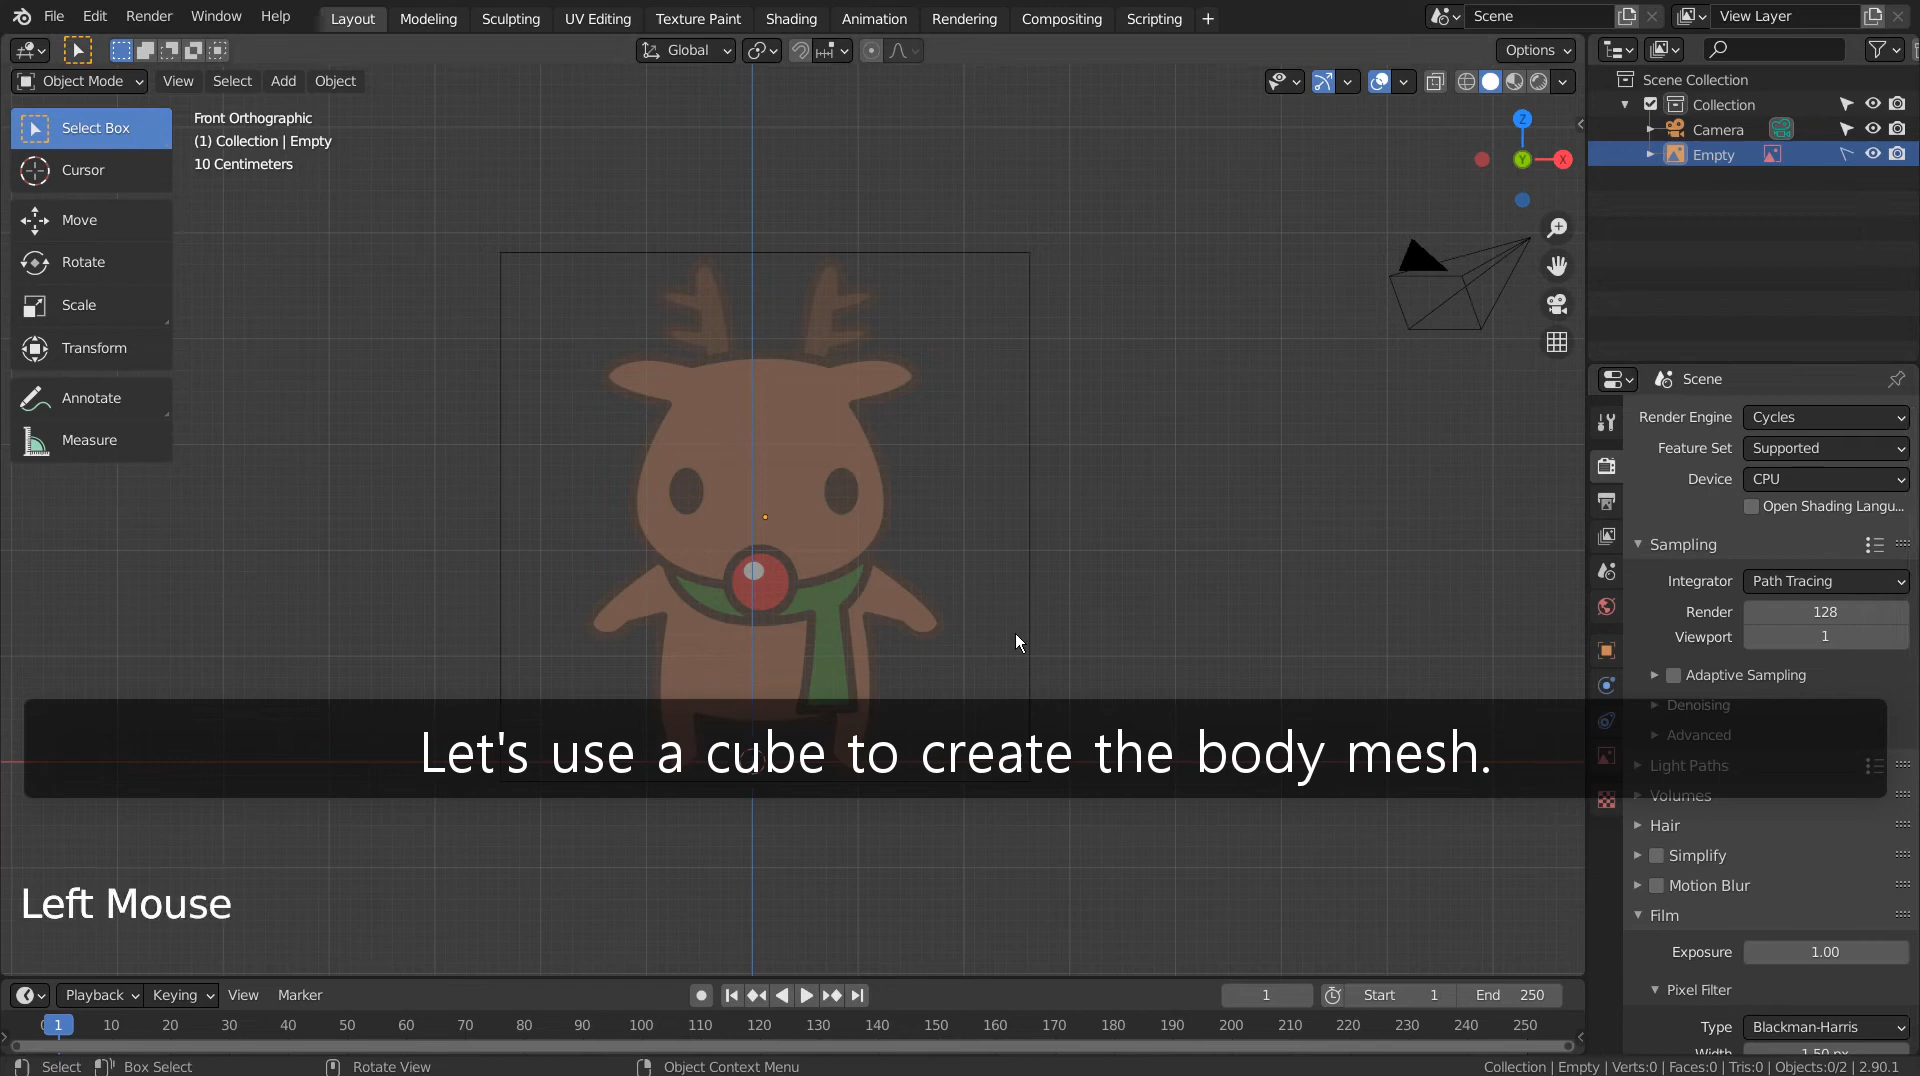 File Edit Render Window Help Layout Modeling Sculpting UV Editing Texture Paint Shading Animation Rendering Compositing Scripting + Scene View Layer
Global Options
Object Mode View Select Add Object
Select Box
Cursor
Move
Rotate
Scale
Transform
Annotate
Measure
Front Orthographic
(1) Collection | Empty
10 Centimeters
Z
Y
X
Scene Collection
Collection
Camera
Empty
Scene
Render Engine Cycles
Feature Set Supported
Device CPU
Open Shading Langu...
Sampling
Integrator Path Tracing
Render 128
Viewport 1
Adaptive Sampling
Denoising
Advanced
Light Paths
Volumes
Hair
Simplify
Motion Blur
Film
Exposure 1.00
Pixel Filter
Type Blackman-Harris
Width 1.50 px
Let's use a cube to create the body mesh.
Left Mouse
Playback Keying View Marker 1 Start 1 End 250
1 10 20 30 40 50 60 70 80 90 100 110 120 130 140 150 160 170 180 190 200 210 220 230 240 250
Select Box Select Rotate View Object Context Menu Collection | Empty | Verts:0 | Faces:0 | Tris:0 | Objects:0/2 | 2.90.1